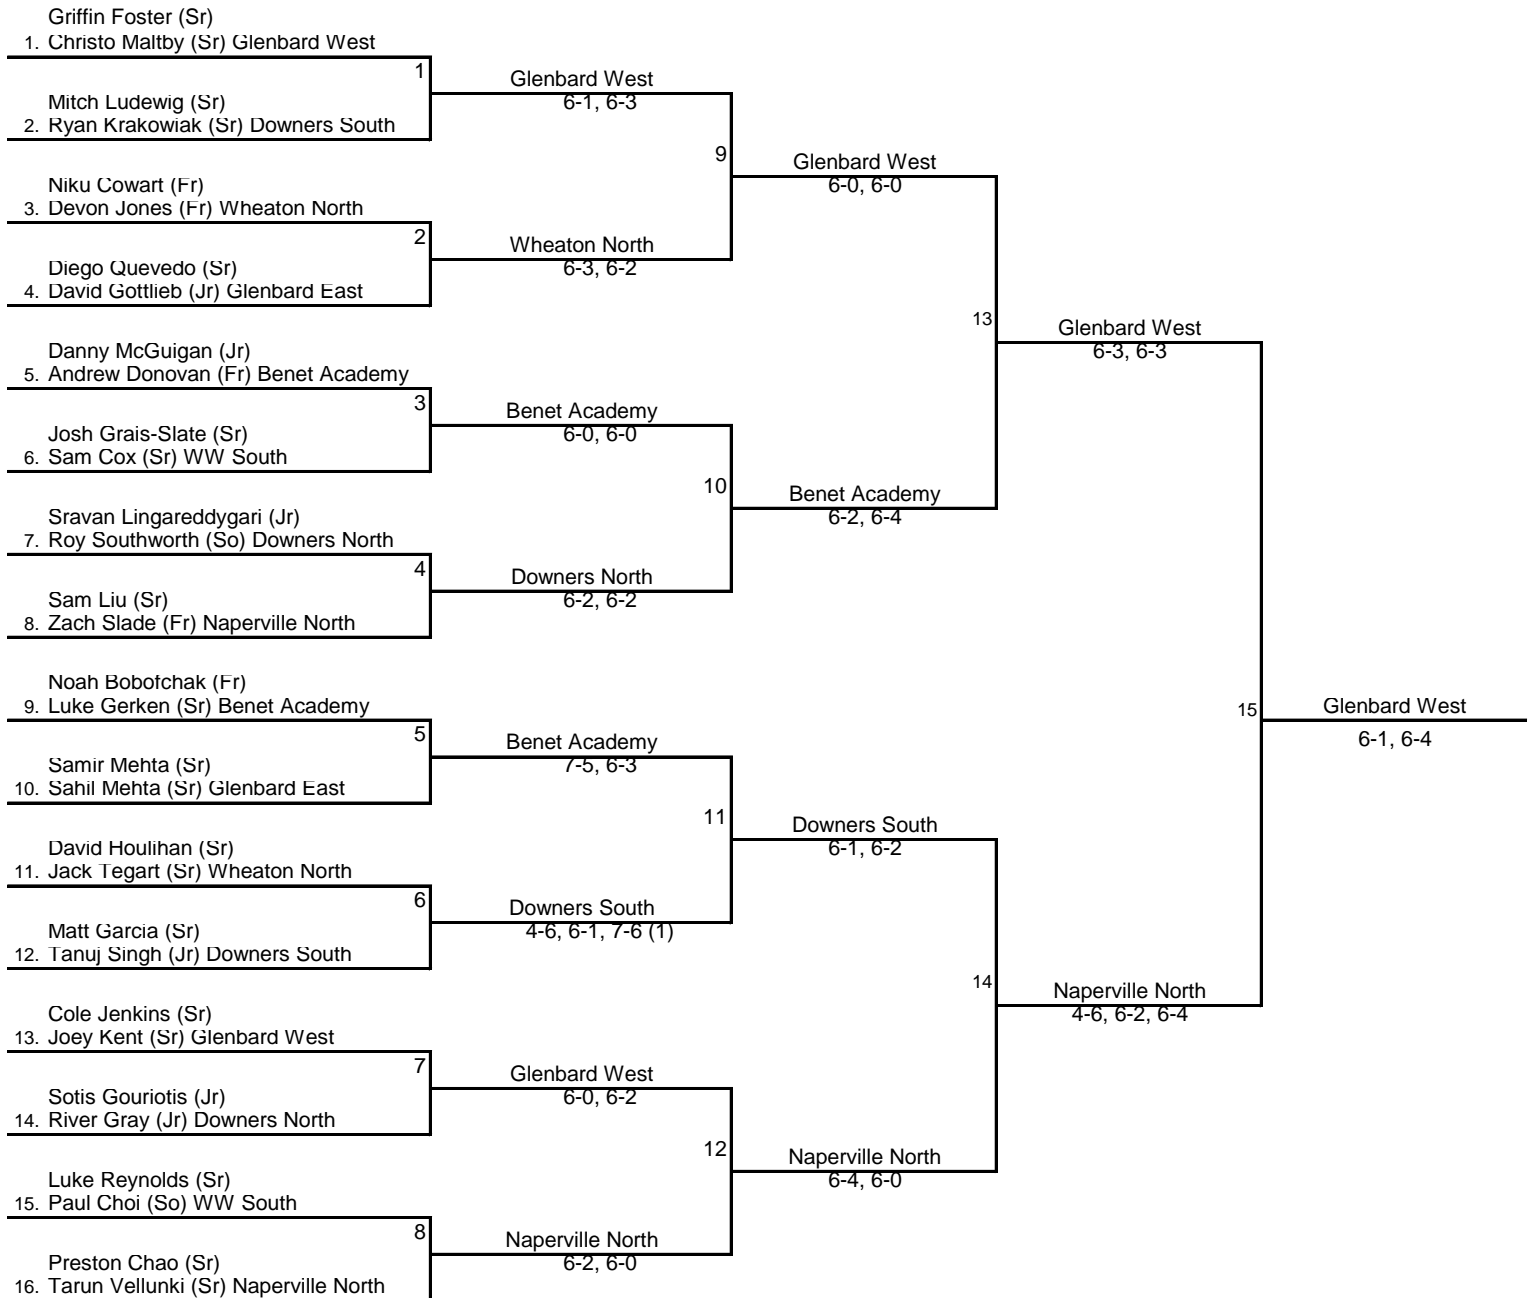 Griffin Foster (Sr)
1. Christo Maltby (Sr) Glenbard West
1
Glenbard West
6-1, 6-3
Mitch Ludewig (Sr)
2. Ryan Krakowiak (Sr) Downers South
9
Glenbard West
6-0, 6-0
Niku Cowart (Fr)
3. Devon Jones (Fr) Wheaton North
2
Wheaton North
6-3, 6-2
Diego Quevedo (Sr)
4. David Gottlieb (Jr) Glenbard East
13
Glenbard West
6-3, 6-3
Danny McGuigan (Jr)
5. Andrew Donovan (Fr) Benet Academy
3
Benet Academy
6-0, 6-0
Josh Grais-Slate (Sr)
6. Sam Cox (Sr) WW South
10
Benet Academy
6-2, 6-4
Sravan Lingareddygari (Jr)
7. Roy Southworth (So) Downers North
4
Downers North
6-2, 6-2
Sam Liu (Sr)
8. Zach Slade (Fr) Naperville North
Noah Bobofchak (Fr)
9. Luke Gerken (Sr) Benet Academy
15
Glenbard West
6-1, 6-4
5
Benet Academy
7-5, 6-3
Samir Mehta (Sr)
10. Sahil Mehta (Sr) Glenbard East
11
Downers South
6-1, 6-2
David Houlihan (Sr)
11. Jack Tegart (Sr) Wheaton North
6
Downers South
4-6, 6-1, 7-6 (1)
Matt Garcia (Sr)
12. Tanuj Singh (Jr) Downers South
14
Naperville North
4-6, 6-2, 6-4
Cole Jenkins (Sr)
13. Joey Kent (Sr) Glenbard West
7
Glenbard West
6-0, 6-2
Sotis Gouriotis (Jr)
14. River Gray (Jr) Downers North
12
Naperville North
6-4, 6-0
Luke Reynolds (Sr)
15. Paul Choi (So) WW South
8
Naperville North
6-2, 6-0
Preston Chao (Sr)
16. Tarun Vellunki (Sr) Naperville North